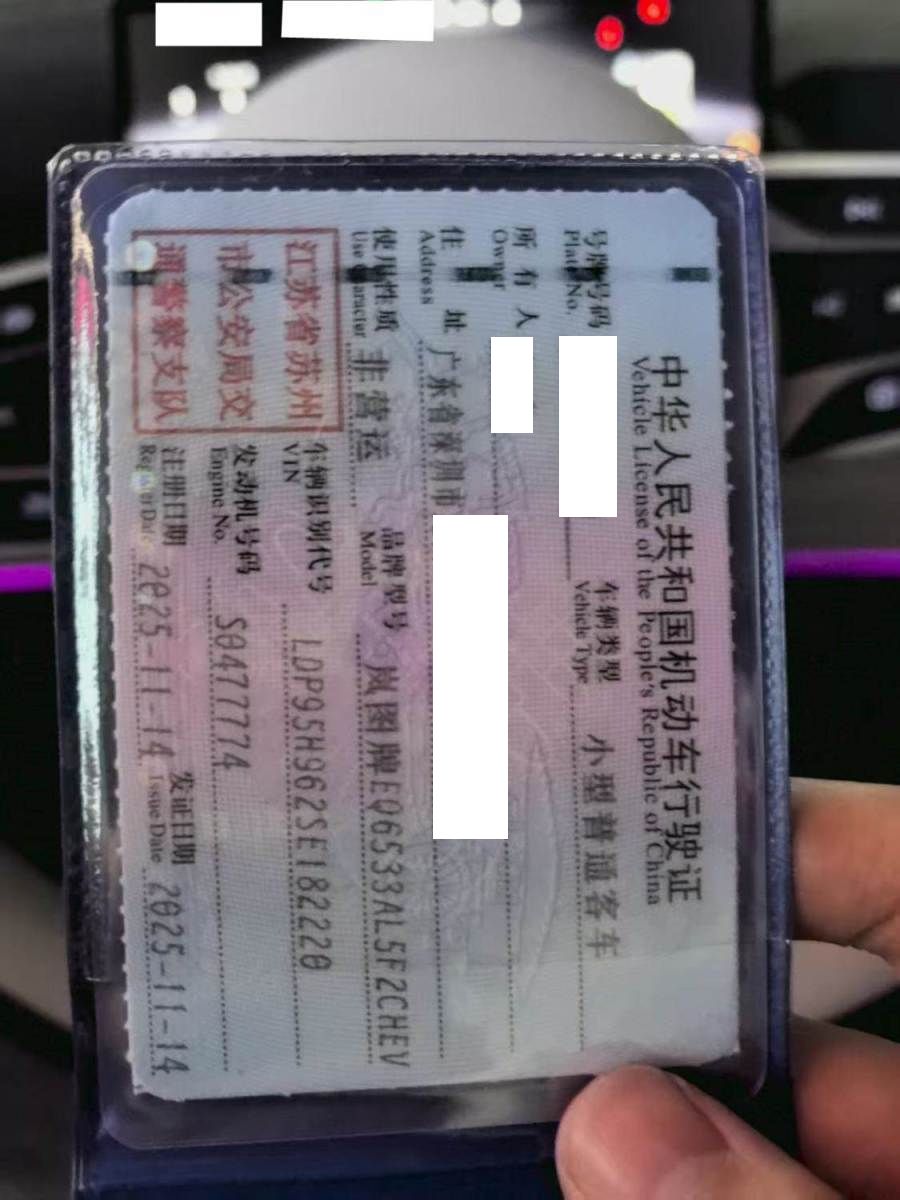 中华人民共和国机动车行驶证
Vehicle License of the People's Republic of China
号牌号码 车辆类型 小型普通客车
Plate No. Vehicle Type
所有人
Owner
住址 广东省深圳市
Address
使用性质 非营运 品牌型号 岚图牌EQ6533AL5F2CHEV
Use Character Model
江苏省苏州
市公安局交
通警察支队
车辆识别代号 LDP95H962SE182220
VIN
发动机号码 S0477774
Engine No.
注册日期 2025-11-14 发证日期 2025-11-14
Register Date Issue Date